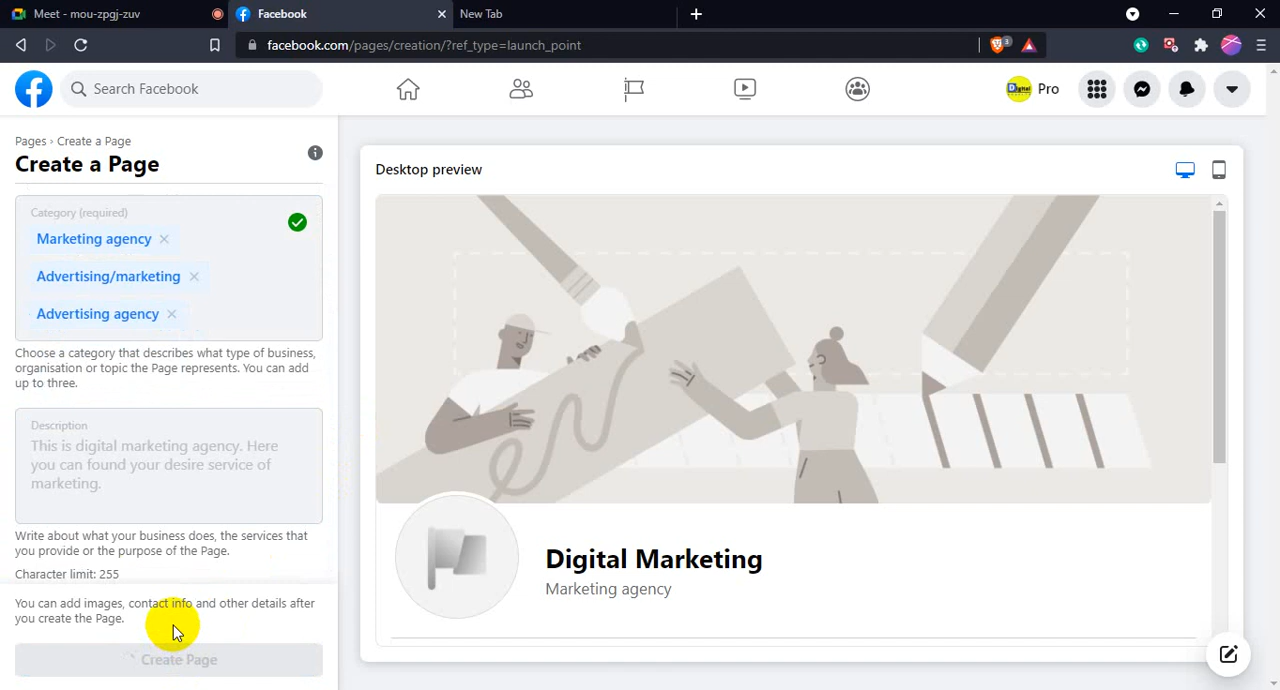 Meet - mou-zpgj-zuv
Facebook
New Tab
facebook.com/pages/creation/?ref_type=launch_point
3
Search Facebook
Digital
Pro
Pages › Create a Page
Create a Page
Category (required)
Marketing agency
Advertising/marketing
Advertising agency
Choose a category that describes what type of business,
organisation or topic the Page represents. You can add
up to three.
Description
This is digital marketing agency. Here
you can found your desire service of
marketing.
Write about what your business does, the services that
you provide or the purpose of the Page.
Character limit: 255
You can add images, contact info and other details after
you create the Page.
Create Page
Desktop preview
Digital Marketing
Marketing agency